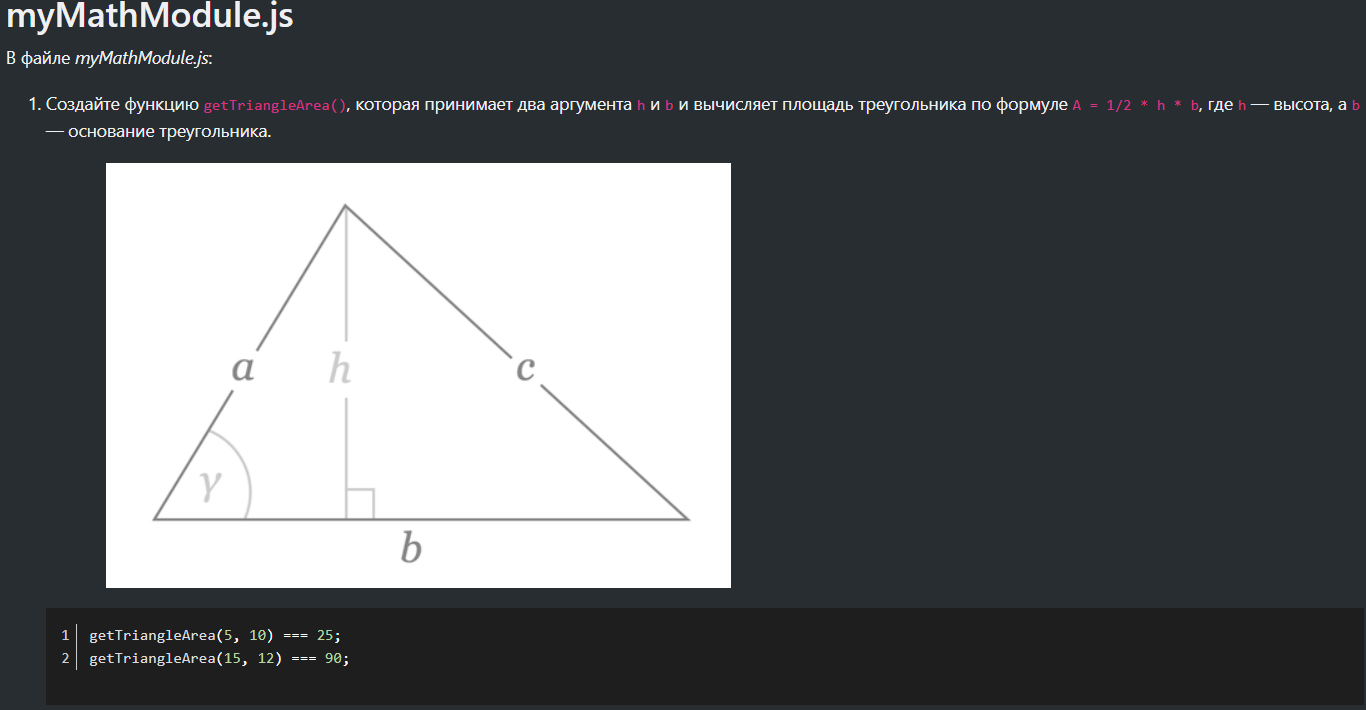 myMathModule.js
В файле myMathModule.js:
1. Создайте функцию getTriangleArea(), которая принимает два аргумента h и b и вычисляет площадь треугольника по формуле A = 1/2 * h * b, где h — высота, а b
— основание треугольника.
a
h
c
γ
b
1 getTriangleArea(5, 10) === 25;
2 getTriangleArea(15, 12) === 90;